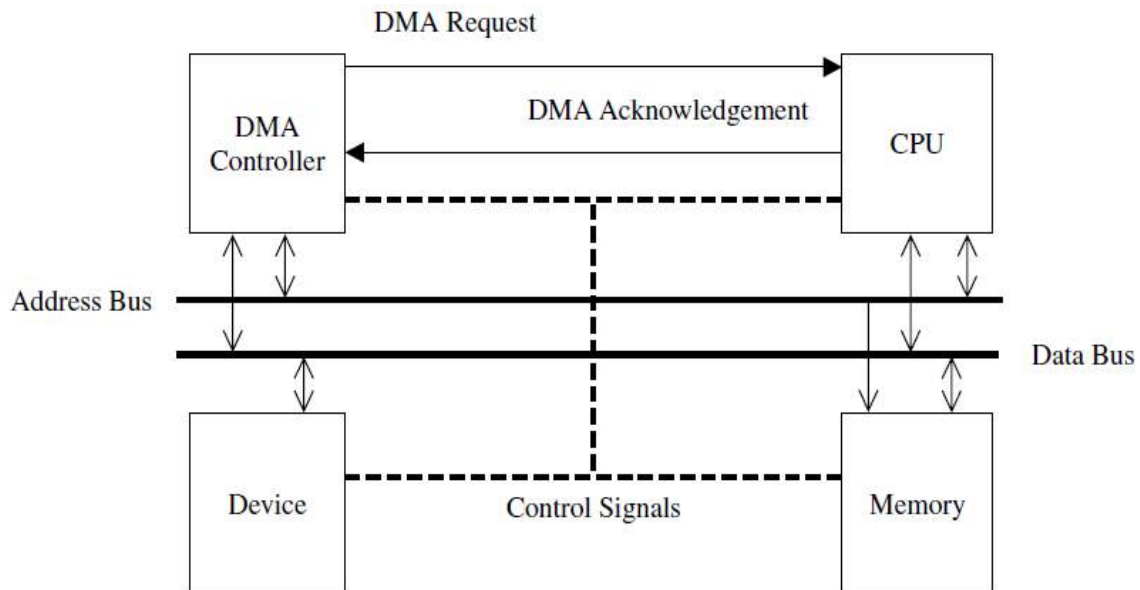 DMA Request
DMA Acknowledgement
DMA
Controller
CPU
Address Bus
Data Bus
Device
Control Signals
Memory